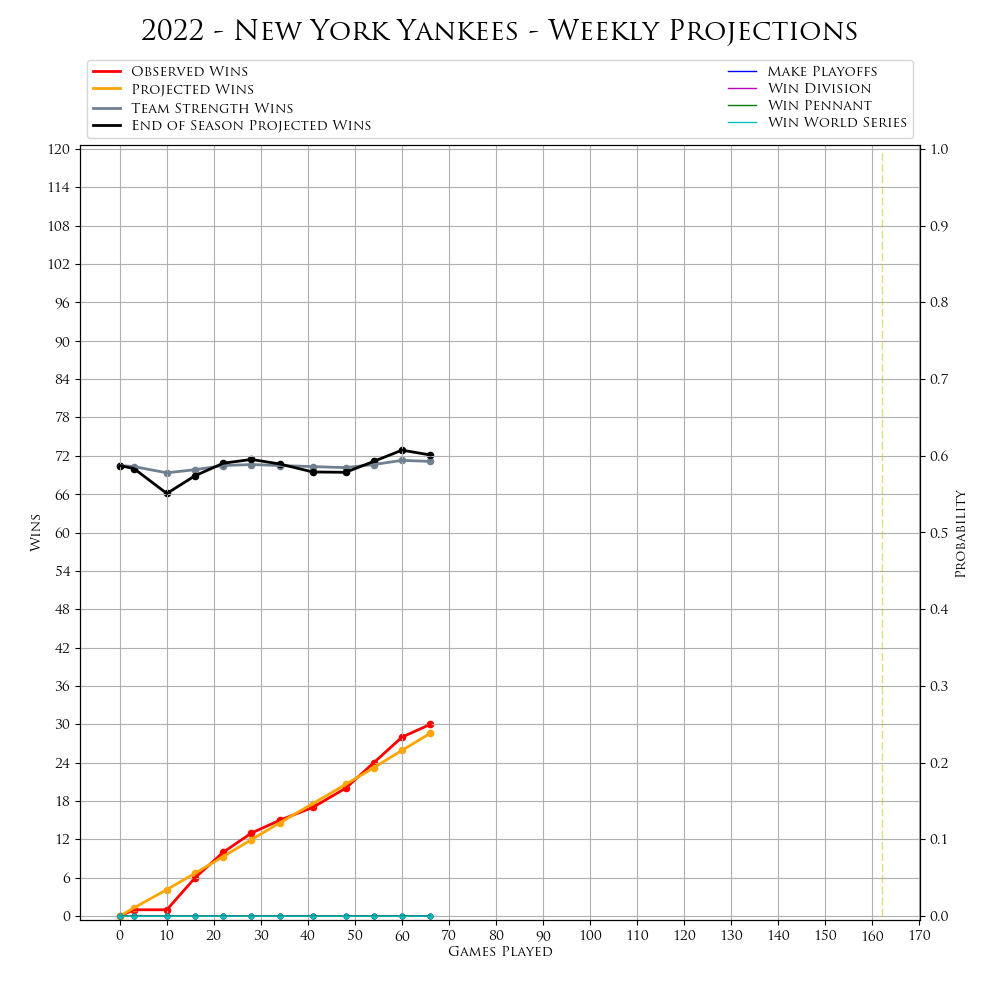 2022 - New York Yankees - Weekly Projections
Observed Wins
Projected Wins
Team Strength Wins
End of Season Projected Wins
Make Playoffs
Win Division
Win Pennant
Win World Series
120
114
108
102
96
90
84
78
72
66
60
54
48
42
36
30
24
18
12
6
0
Wins
1.0
0.9
0.8
0.7
0.6
0.5
0.4
0.3
0.2
0.1
0.0
Probability
0 10 20 30 40 50 60 70 80 90 100 110 120 130 140 150 160 170
Games Played